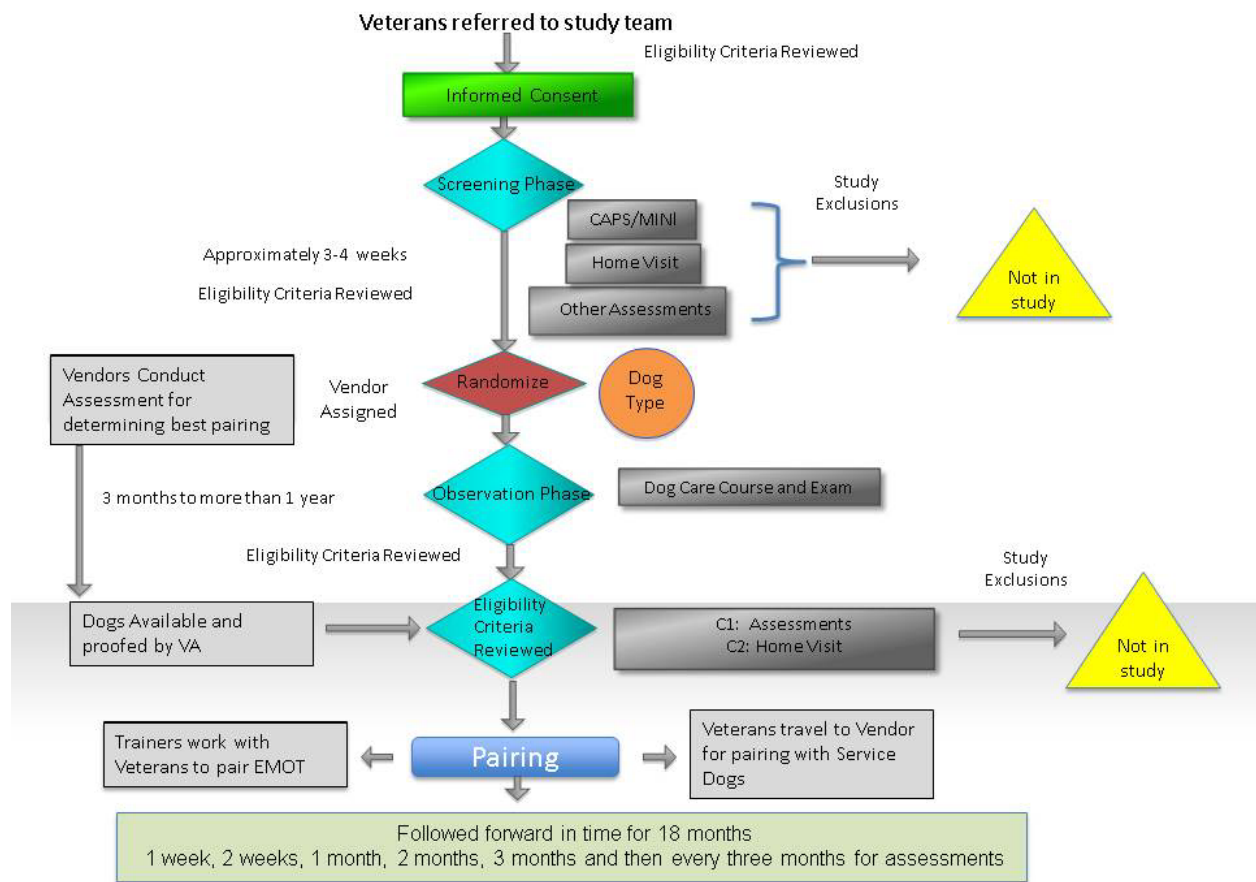 Veterans referred to study team
Eligibility Criteria Reviewed
Informed Consent
Screening Phase
CAPS/MINI
Home Visit
Other Assessments
Study
Exclusions
Not in
study
Approximately 3-4 weeks
Eligibility Criteria Reviewed
Vendors Conduct
Assessment for
determining best pairing
Vendor
Assigned
Randomize
Dog
Type
3 months to more than 1 year
Observation Phase
Dog Care Course and Exam
Eligibility Criteria Reviewed
Dogs Available and
proofed by VA
Eligibility
Criteria
Reviewed
C1: Assessments
C2: Home Visit
Study
Exclusions
Not in
study
Trainers work with
Veterans to pair EMOT
Pairing
Veterans travel to Vendor
for pairing with Service
Dogs
Followed forward in time for 18 months
1 week, 2 weeks, 1 month, 2 months, 3 months and then every three months for assessments